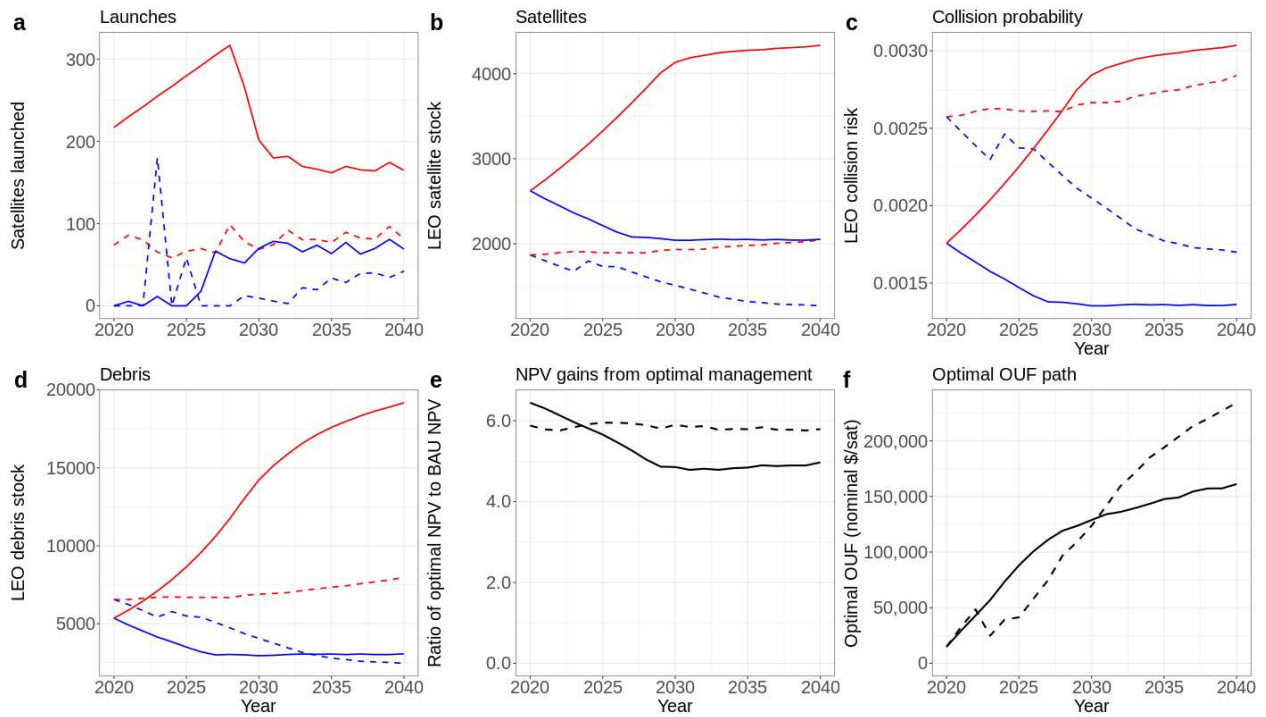 a
Launches
Satellites launched
300
200
100
0
2020 2025 2030 2035 2040
b
Satellites
LEO satellite stock
4000
3000
2000
2020 2025 2030 2035 2040
c
Collision probability
LEO collision risk
0.0030
0.0025
0.0020
0.0015
2020 2025 2030 2035 2040
Year
d
Debris
LEO debris stock
20000
15000
10000
5000
2020 2025 2030 2035 2040
Year
e
NPV gains from optimal management
Ratio of optimal NPV to BAU NPV
6.0
4.0
2.0
0.0
2020 2025 2030 2035 2040
Year
f
Optimal OUF path
Optimal OUF (nominal $/sat)
200,000
150,000
100,000
50,000
0
2020 2025 2030 2035 2040
Year